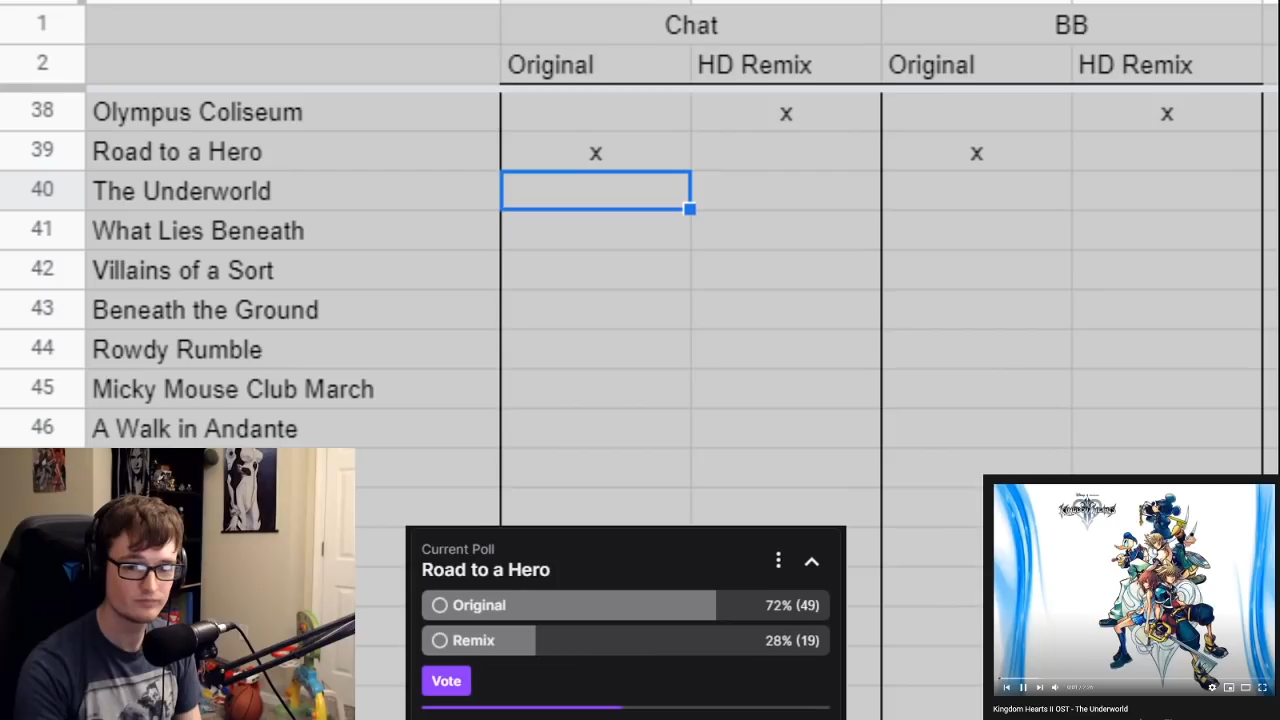 1 Chat BB
2 Original HD Remix Original HD Remix
38 Olympus Coliseum x x
39 Road to a Hero x x
40 The Underworld
41 What Lies Beneath
42 Villains of a Sort
43 Beneath the Ground
44 Rowdy Rumble
45 Micky Mouse Club March
46 A Walk in Andante
Current Poll
Road to a Hero
Original 72% (49)
Remix 28% (19)
Vote
KINGDOM HEARTS
Kingdom Hearts II OST - The Underworld